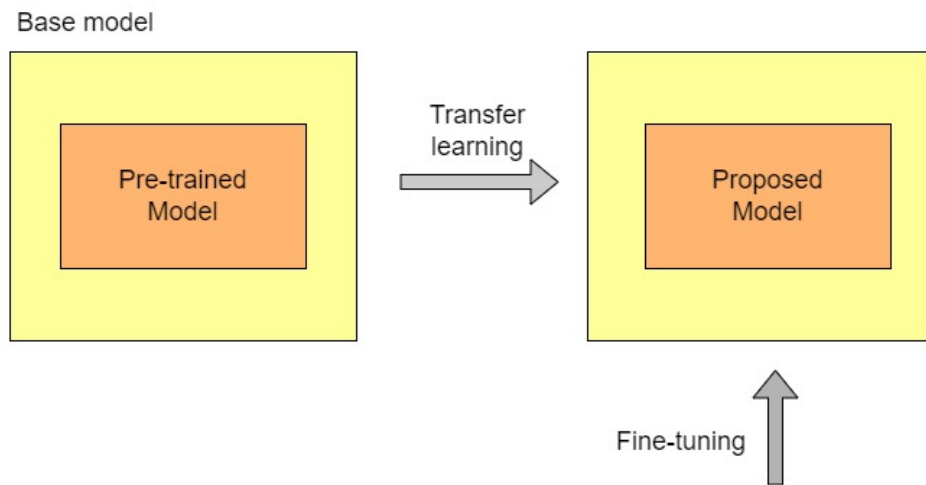 Base model
Transfer
learning
Pre-trained
Model
Proposed
Model
Fine-tuning